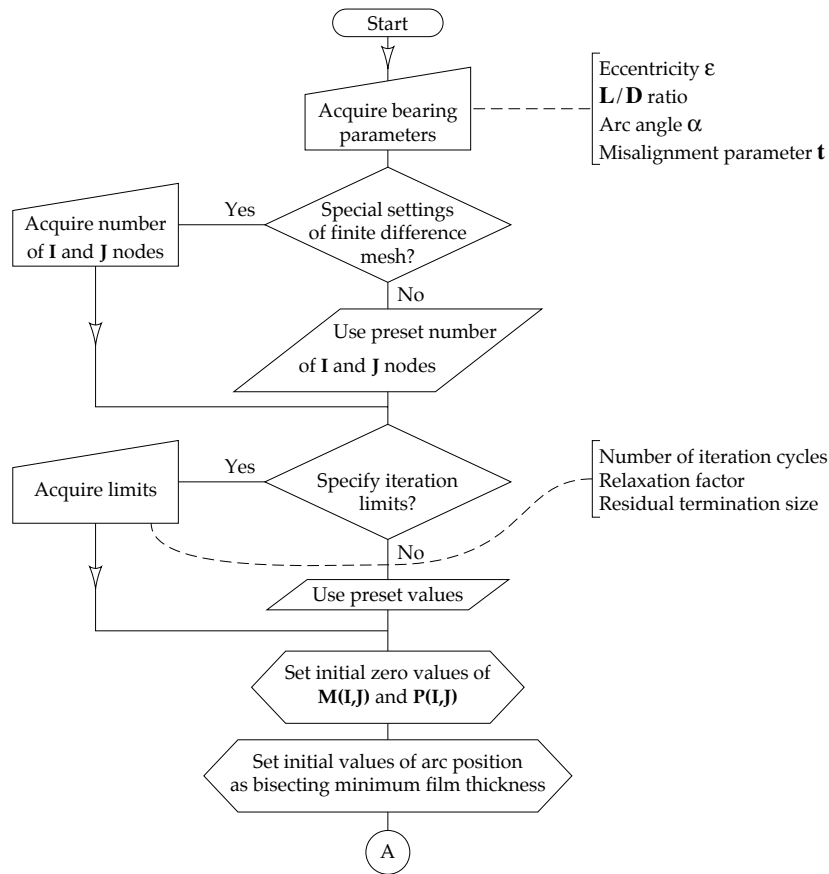 Start
Acquire bearing
parameters
Eccentricity ε
L/D ratio
Arc angle α
Misalignment parameter t
Special settings
of finite difference
mesh?
Yes
Acquire number
of I and J nodes
No
Use preset number
of I and J nodes
Specify iteration
limits?
Yes
Acquire limits
Number of iteration cycles
Relaxation factor
Residual termination size
No
Use preset values
Set initial zero values of
M(I,J) and P(I,J)
Set initial values of arc position
as bisecting minimum film thickness
A